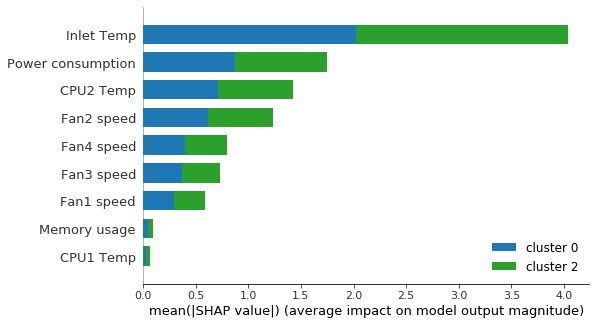 Inlet Temp
Power consumption
CPU2 Temp
Fan2 speed
Fan4 speed
Fan3 speed
Fan1 speed
Memory usage
CPU1 Temp
cluster 0
cluster 2
0.0 0.5 1.0 1.5 2.0 2.5 3.0 3.5 4.0
mean(|SHAP value|) (average impact on model output magnitude)